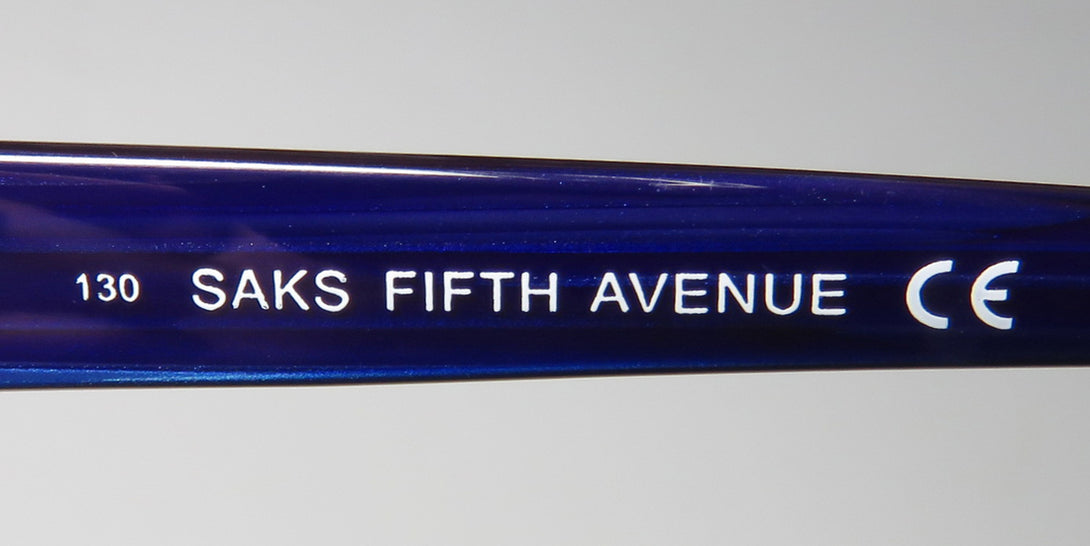 130 SAKS FIFTH AVENUE CE